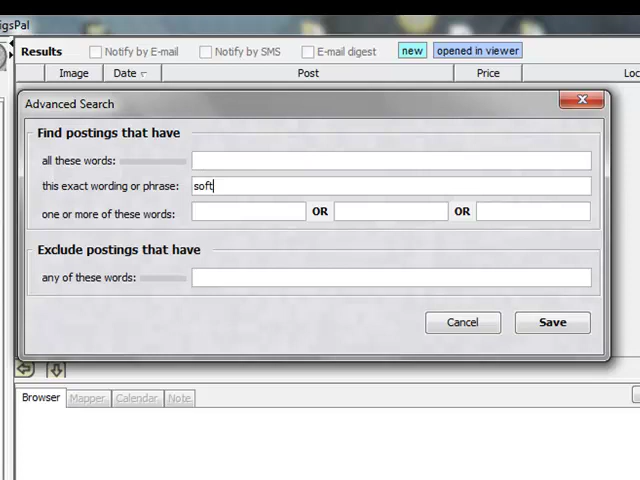 igsPal
Results Notify by E-mail Notify by SMS E-mail digest new opened in viewer
Image Date Post Price Loc
Advanced Search
Find postings that have
all these words:
this exact wording or phrase: soft
one or more of these words: OR OR
Exclude postings that have
any of these words:
Cancel Save
Browser Mapper Calendar Note